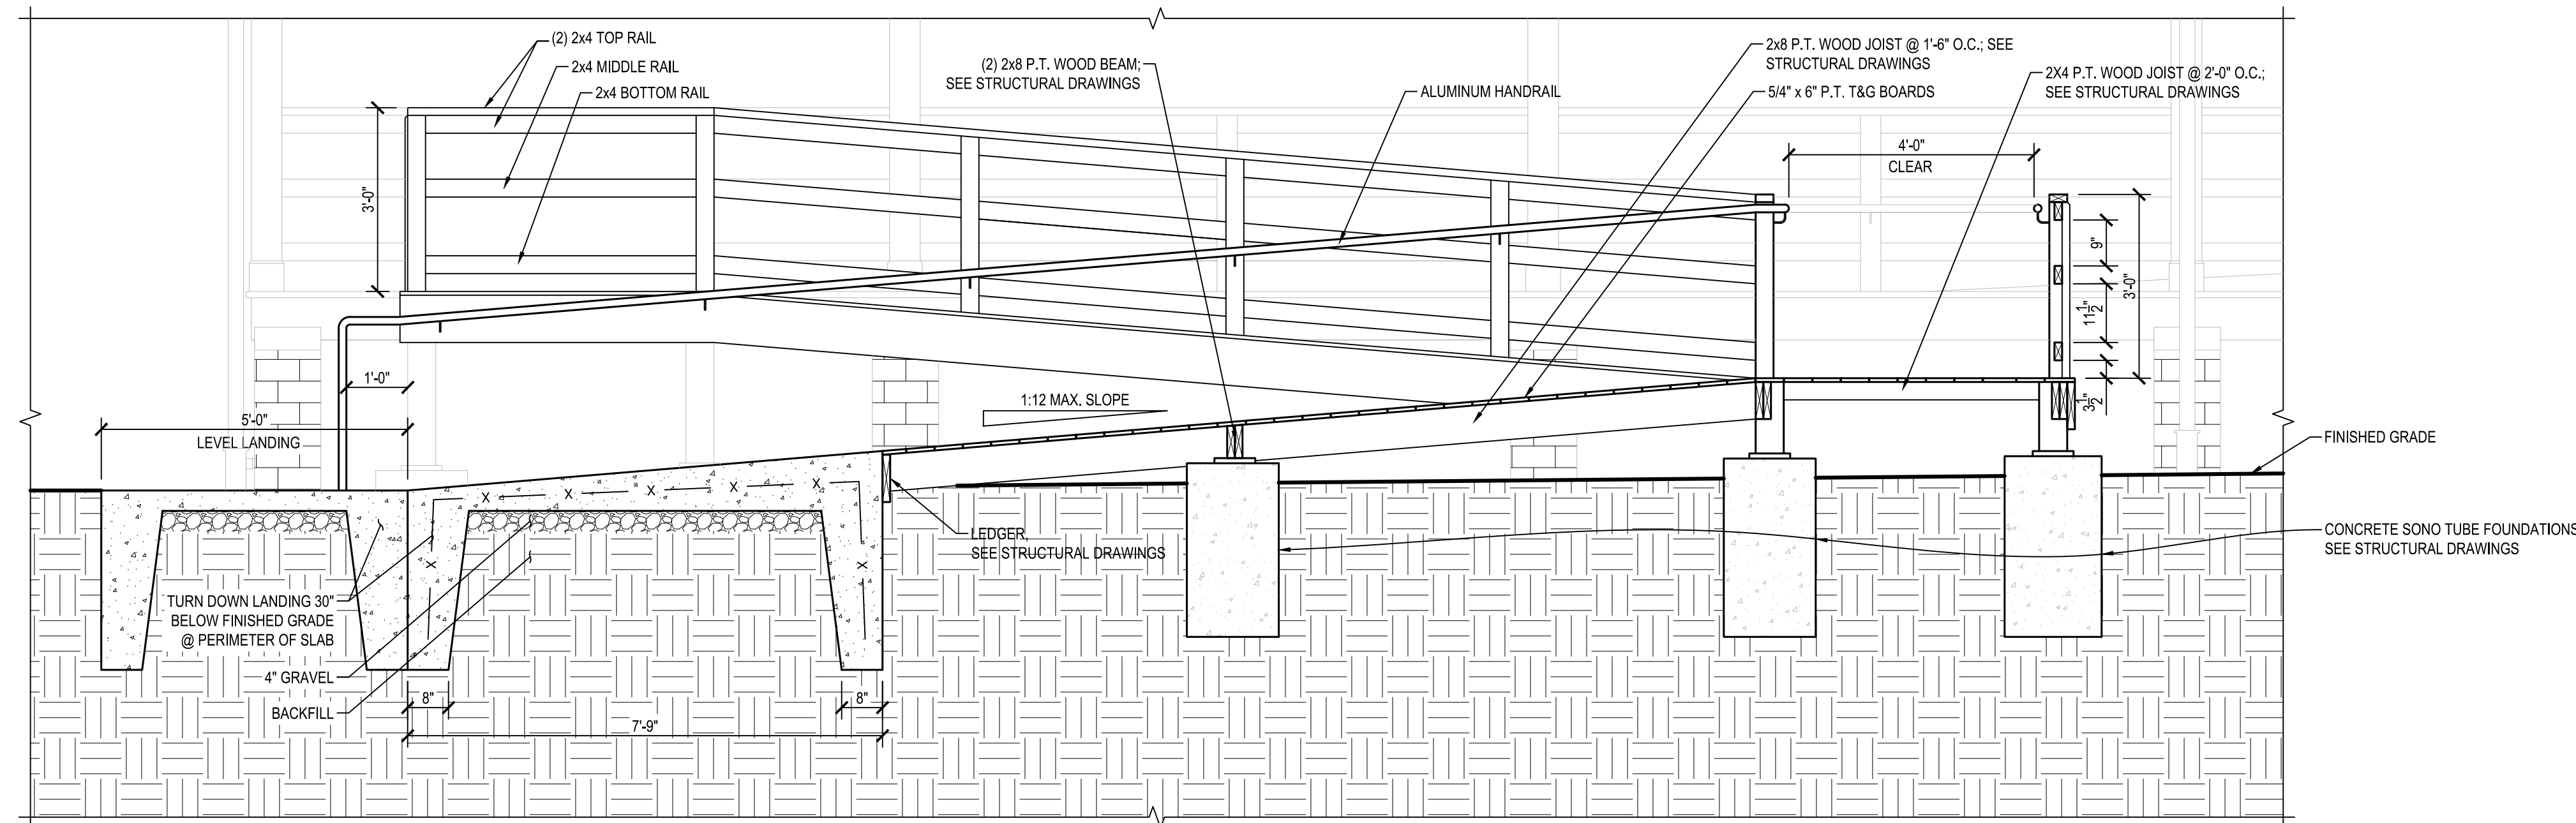 (2) 2x4 TOP RAIL
2x4 MIDDLE RAIL
2x4 BOTTOM RAIL
(2) 2x8 P.T. WOOD BEAM;
SEE STRUCTURAL DRAWINGS
ALUMINUM HANDRAIL
2x8 P.T. WOOD JOIST @ 1'-6" O.C.; SEE
STRUCTURAL DRAWINGS
5/4" x 6" P.T. T&G BOARDS
2X4 P.T. WOOD JOIST @ 2'-0" O.C.;
SEE STRUCTURAL DRAWINGS
4'-0"
CLEAR
3'-0"
9"
11 1/2"
3 1/2"
3'-0"
1'-0"
5'-0"
LEVEL LANDING
1:12 MAX. SLOPE
FINISHED GRADE
LEDGER,
SEE STRUCTURAL DRAWINGS
CONCRETE SONO TUBE FOUNDATIONS
SEE STRUCTURAL DRAWINGS
X X X X X
X
X
TURN DOWN LANDING 30"
BELOW FINISHED GRADE
@ PERIMETER OF SLAB
4" GRAVEL
BACKFILL
8"
8"
7'-9"